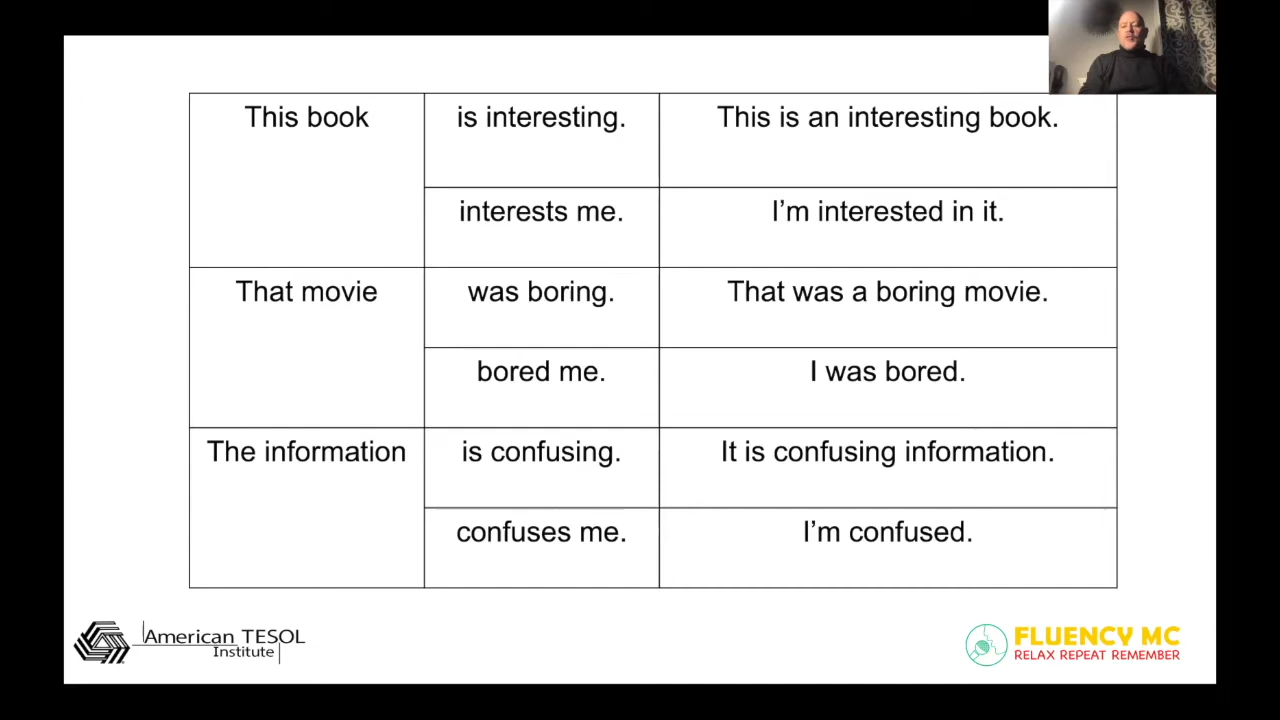 This book
is interesting.
This is an interesting book.
interests me.
I’m interested in it.
That movie
was boring.
That was a boring movie.
bored me.
I was bored.
The information
is confusing.
It is confusing information.
confuses me.
I’m confused.
American TESOL
Institute
FLUENCY MC
RELAX REPEAT REMEMBER